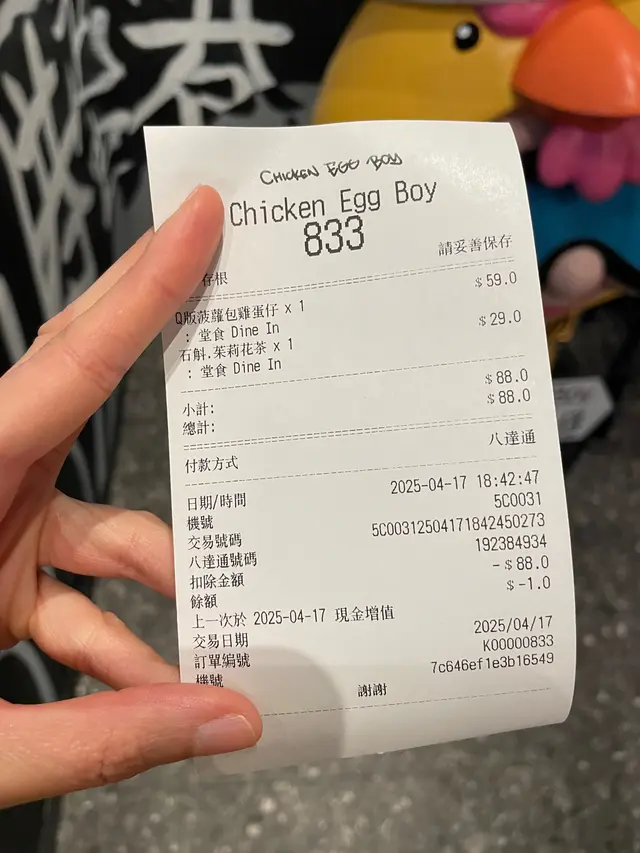 CHICKEN EGG BOY
Chicken Egg Boy
833
存根 請妥善保存
Q版菠蘿包雞蛋仔 x 1 $59.0
: 堂食 Dine In
石斛.茱莉花茶 x 1 $29.0
: 堂食 Dine In
小計: $88.0
總計: $88.0
付款方式 八達通
日期/時間 2025-04-17 18:42:47
機號 5C0031
交易號碼 5C00312504171842450273
八達通號碼 192384934
扣除金額 -$88.0
餘額 $-1.0
上一次於 2025-04-17 現金增值
交易日期 2025/04/17
訂單編號 K00000833
機號 7c646ef1e3b16549
謝謝